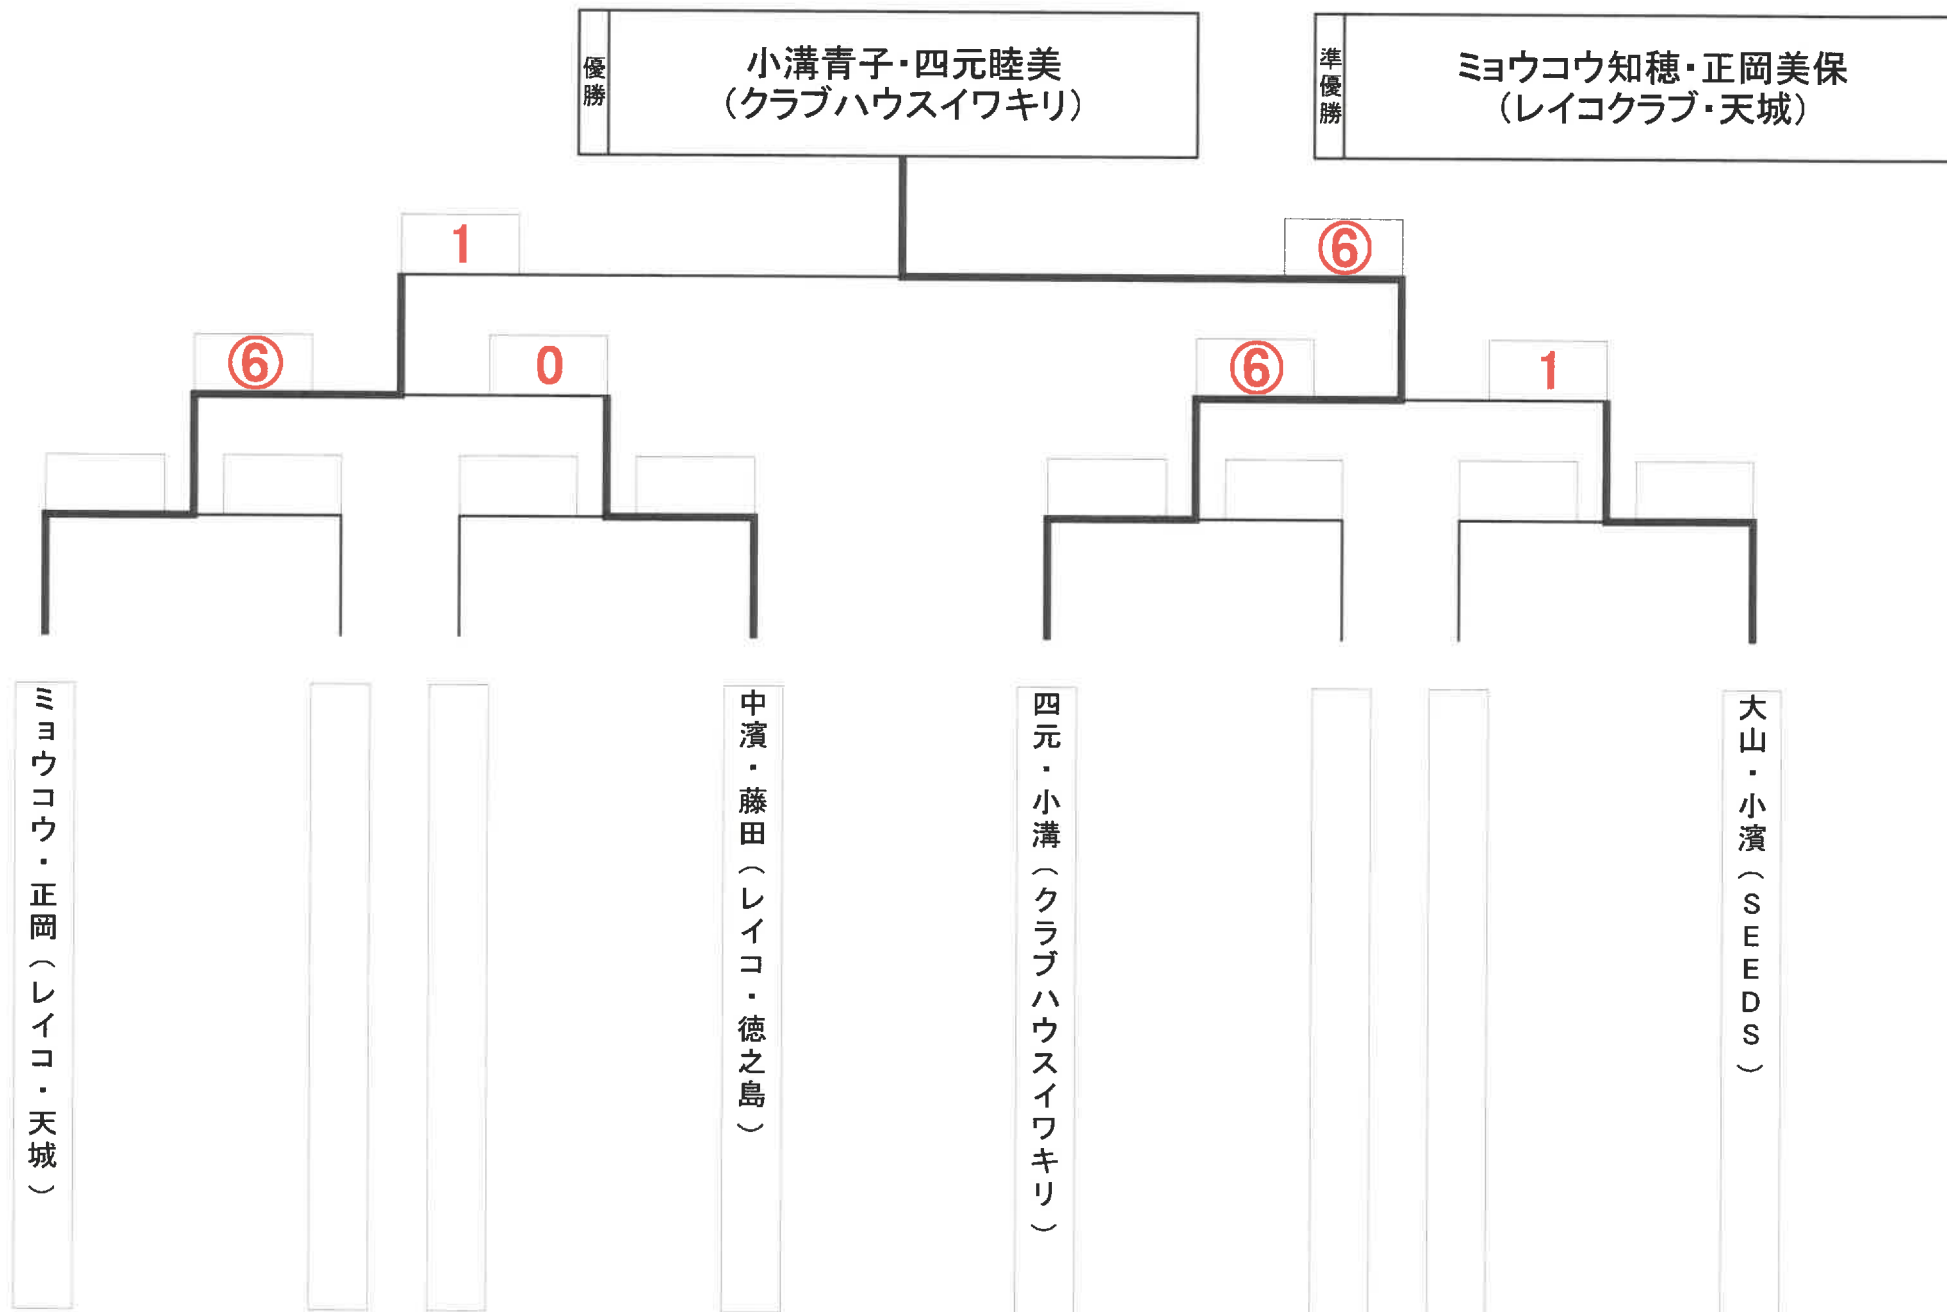 優勝
小溝青子・四元睦美
(クラブハウスイワキリ)
準優勝
ミョウコウ知穂・正岡美保
(レイコクラブ・天城)
1
⑥
⑥
0
⑥
1
ミョウコウ・正岡(レイコ・天城)
中濱・藤田(レイコ・徳之島)
四元・小溝(クラブハウスイワキリ)
大山・小濱(SEEDS)